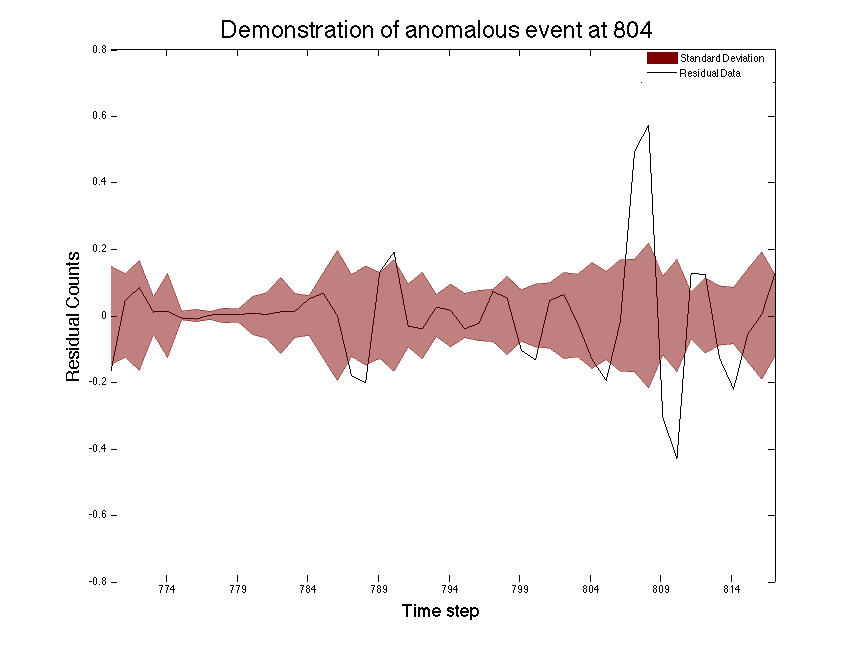 Demonstration of anomalous event at 804
Standard Deviation
Residual Data
0.8
0.6
0.4
0.2
0
-0.2
-0.4
-0.6
-0.8
Residual Counts
774 779 784 789 794 799 804 809 814
Time step